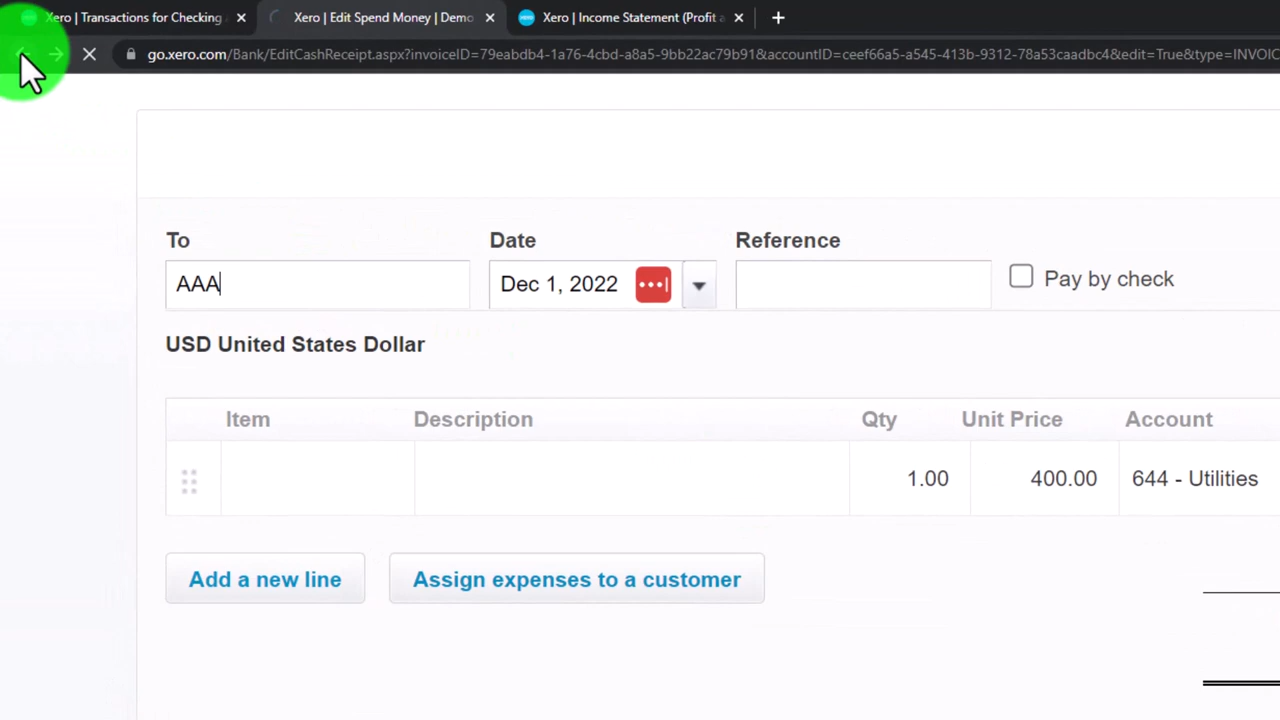 Xero | Transactions for Checking A
Xero | Edit Spend Money | Demo
Xero | Income Statement (Profit a
go.xero.com/Bank/EditCashReceipt.aspx?invoiceID=79eabdb4-1a76-4cbd-a8a5-9bb22ac79b91&accountID=ceef66a5-a545-413b-9312-78a53caadbc4&edit=True&type=INVOIC
To Date Reference
AAA Dec 1, 2022 Pay by check
USD United States Dollar
Item Description Qty Unit Price Account
1.00 400.00 644 - Utilities
Add a new line Assign expenses to a customer